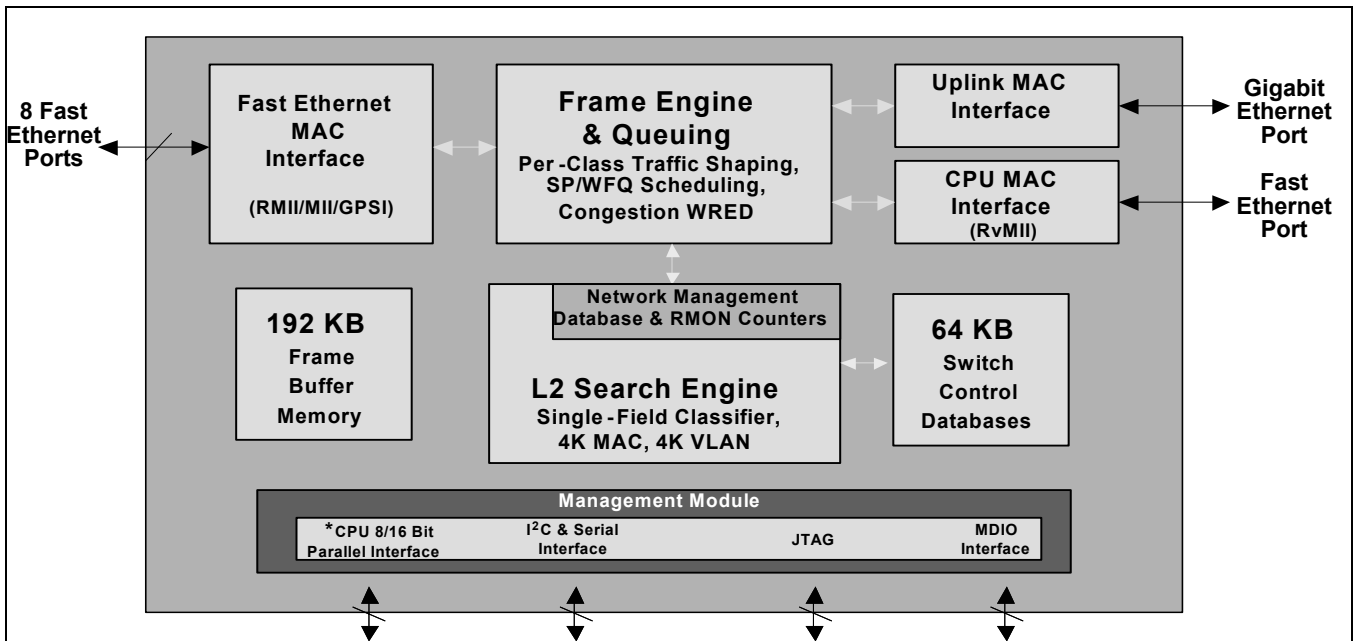 8 Fast
Ethernet
Ports
Fast Ethernet
MAC
Interface
(RMII/MII/GPSI)
Frame Engine
& Queuing
Per-Class Traffic Shaping,
SP/WFQ Scheduling,
Congestion WRED
Uplink MAC
Interface
Gigabit
Ethernet
Port
CPU MAC
Interface
(RvMII)
Fast
Ethernet
Port
192 KB
Frame
Buffer
Memory
Network Management
Database & RMON Counters
L2 Search Engine
Single-Field Classifier,
4K MAC, 4K VLAN
64 KB
Switch
Control
Databases
Management Module
*CPU 8/16 Bit
Parallel Interface
I²C & Serial
Interface
JTAG
MDIO
Interface